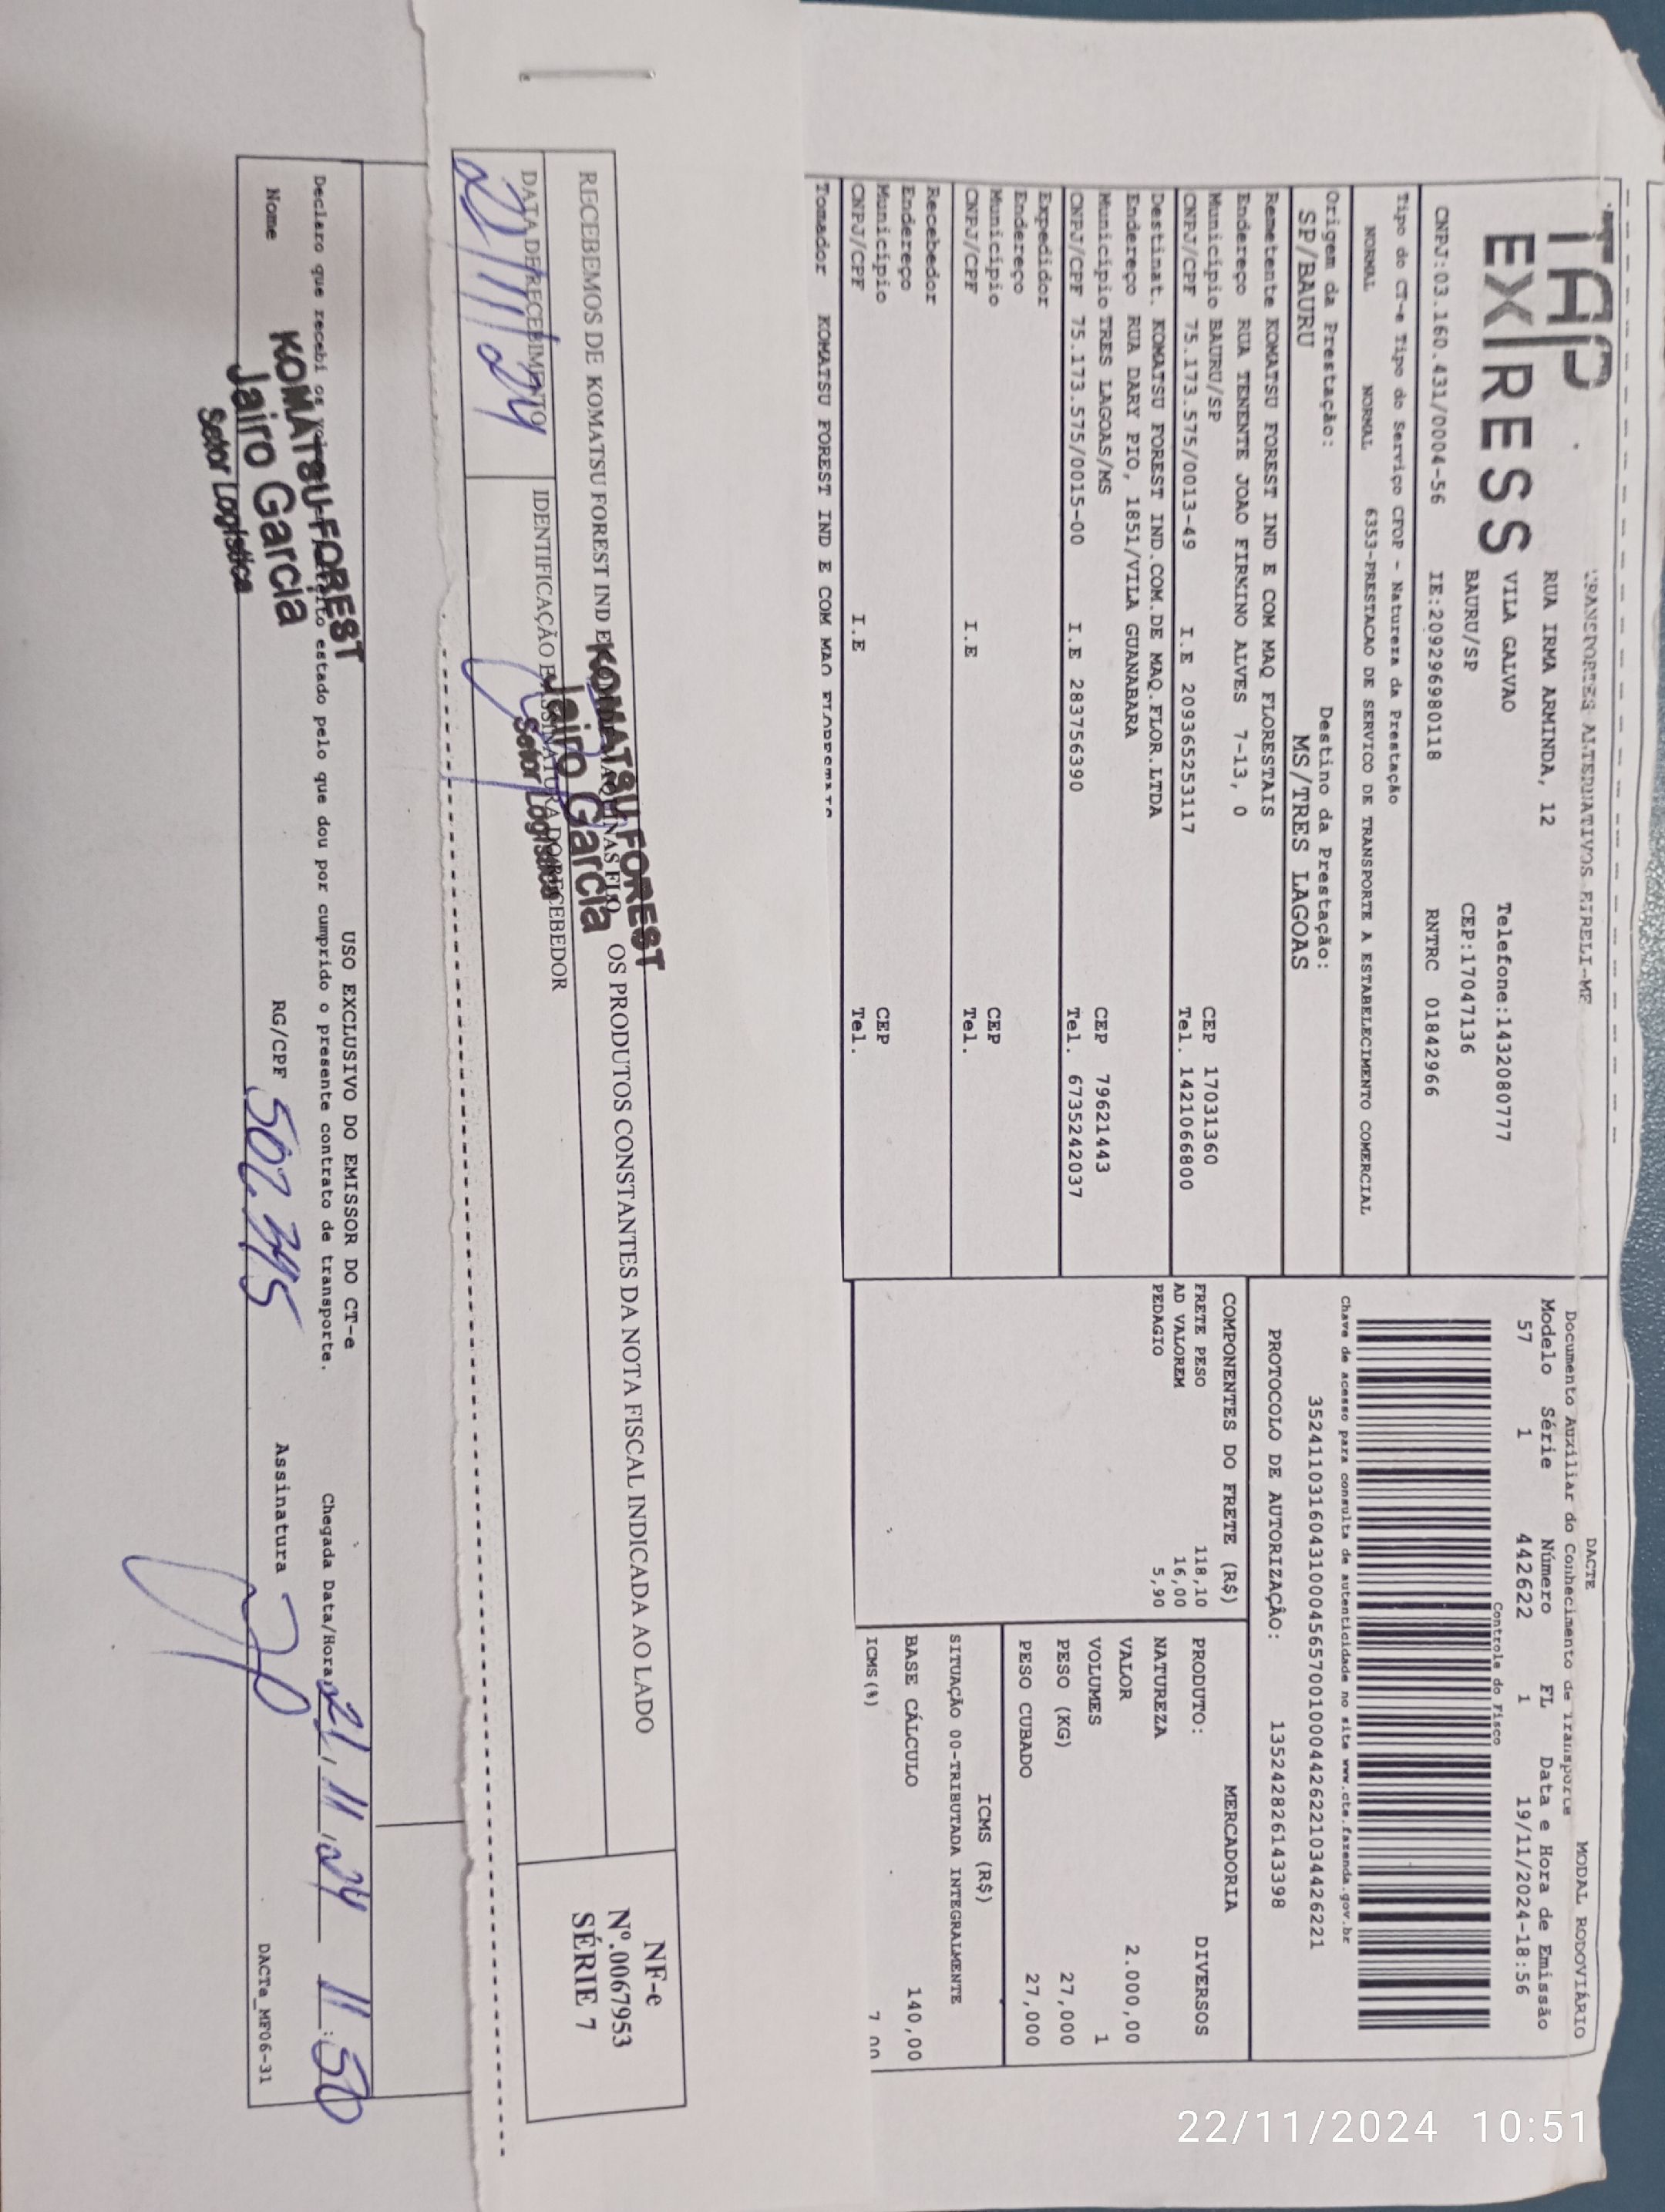 TAP
EXPRESS
TRANSPORTES ALTERNATIVOS EIRELI-ME
RUA IRMA ARMINDA, 12
VILA GALVAO Telefone:1432080777
BAURU/SP CEP:17047136
CNPJ:03.160.431/0004-56 IE:209296980118 RNTRC 01842966
DACTE MODAL RODOVIÁRIO
Documento Auxiliar do Conhecimento de Transporte
Modelo Série Número FL Data e Hora de Emissão
57 1 442622 1 19/11/2024-18:56
Controle do Fisco
Chave de acesso para consulta de autenticidade no site www.cte.fazenda.gov.br
35241103160431000456570010004426221034426221
PROTOCOLO DE AUTORIZAÇÃO: 135242826143398
Tipo do CT-e Tipo do Serviço CFOP - Natureza da Prestação
NORMAL NORMAL 6353-PRESTACAO DE SERVICO DE TRANSPORTE A ESTABELECIMENTO COMERCIAL
Origem da Prestação: Destino da Prestação:
SP/BAURU MS/TRES LAGOAS
Remetente KOMATSU FOREST IND E COM MAQ FLORESTAIS
Endereço RUA TENENTE JOAO FIRMINO ALVES 7-13, 0
Município BAURU/SP CEP 17031360
CNPJ/CPF 75.173.575/0013-49 I.E 209365253117 Tel. 1421066800
Destinat. KOMATSU FOREST IND.COM.DE MAQ.FLOR.LTDA
Endereço RUA DARY PIO, 1851/VILA GUANABARA
Município TRES LAGOAS/MS CEP 79621443
CNPJ/CPF 75.173.575/0015-00 I.E 283756390 Tel. 6735242037
Expedidor
Endereço
Município CEP
CNPJ/CPF I.E Tel.
Recebedor
Endereço
Município CEP
CNPJ/CPF I.E Tel.
Tomador KOMATSU FOREST IND E COM MAQ FLORESTAIS
COMPONENTES DO FRETE (R$)
FRETE PESO 118,10
AD VALOREM 16,00
PEDAGIO 5,90
MERCADORIA
PRODUTO: DIVERSOS
NATUREZA
VALOR 2.000,00
VOLUMES 1
PESO (KG) 27,000
PESO CUBADO 27,000
ICMS (R$)
SITUAÇÃO 00-TRIBUTADA INTEGRALMENTE
BASE CÁLCULO 140,00
ICMS(%) 7,00
RECEBEMOS DE KOMATSU FOREST IND E COM DE MAQUINAS FLO OS PRODUTOS CONSTANTES DA NOTA FISCAL INDICADA AO LADO
DATA DE RECEBIMENTO IDENTIFICAÇÃO E ASSINATURA DO RECEBEDOR
21/11/24
KOMATSU FOREST
Jairo Garcia
Setor Logística
NF-e
Nº.0067953
SÉRIE 7
USO EXCLUSIVO DO EMISSOR DO CT-e
Declaro que recebi os estado pelo que dou por cumprido o presente contrato de transporte. Chegada Data/Hora 21/11/24 11:50
Nome RG/CPF 507.345 Assinatura
KOMATSU FOREST
Jairo Garcia
Setor Logística
DACTe_MF06-31
22/11/2024 10:51